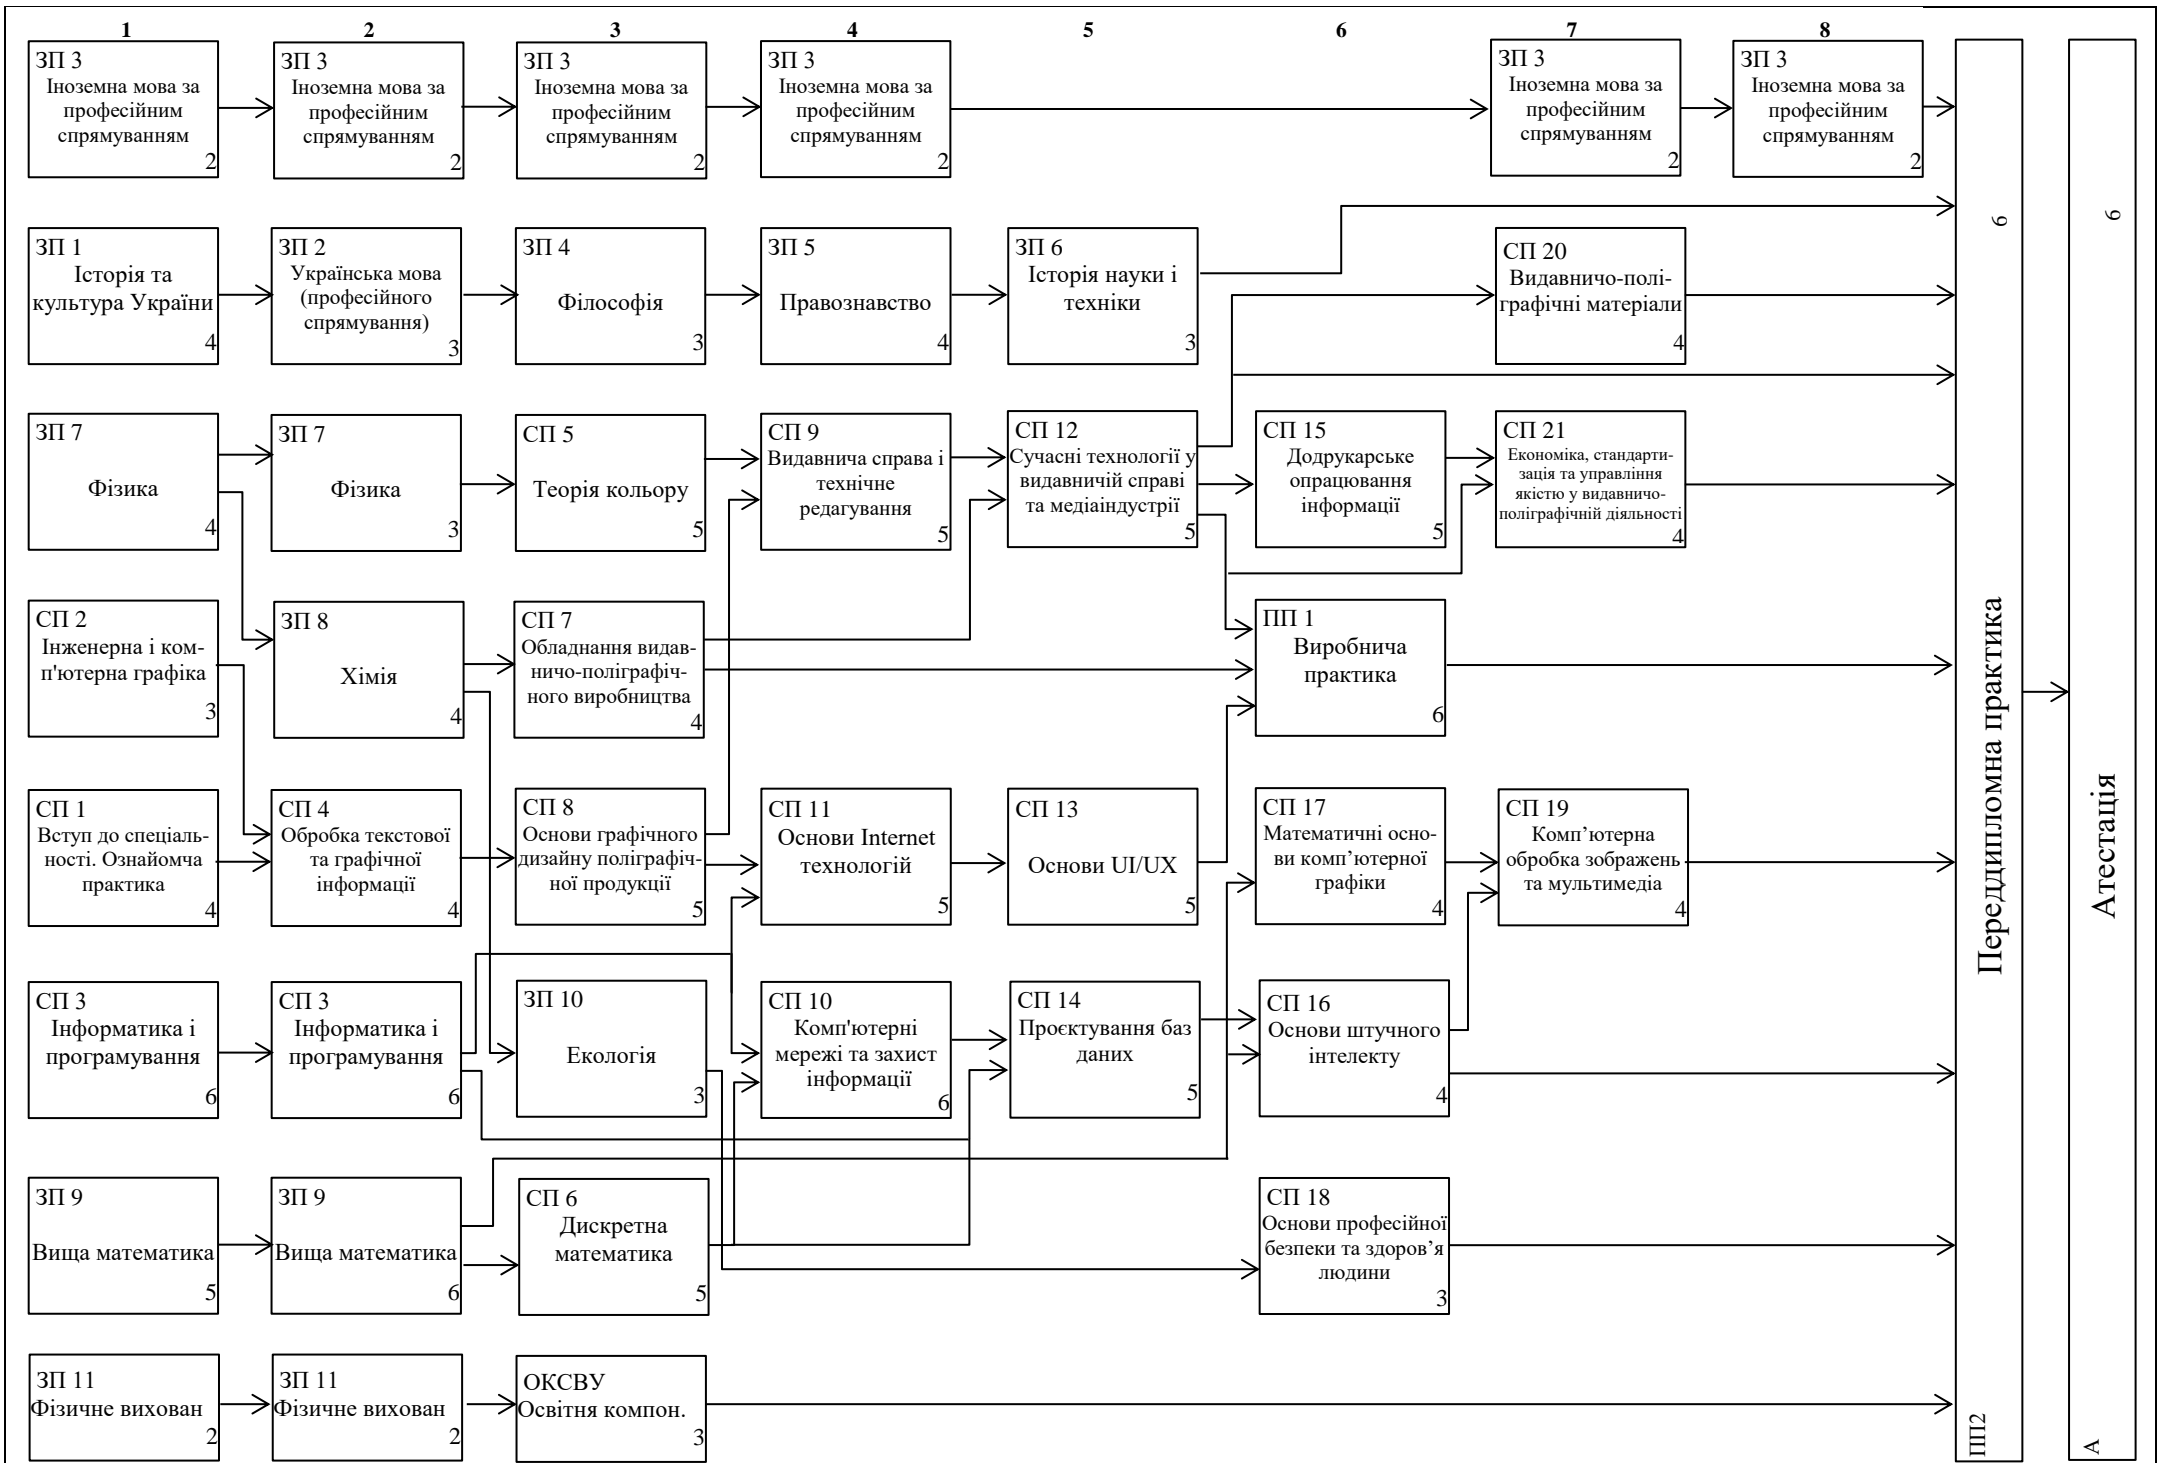 1 2 3 4 5 6 7 8
ЗП 3
Іноземна мова за
професійним
спрямуванням
2
ЗП 3
Іноземна мова за
професійним
спрямуванням
2
ЗП 3
Іноземна мова за
професійним
спрямуванням
2
ЗП 3
Іноземна мова за
професійним
спрямуванням
2
ЗП 3
Іноземна мова за
професійним
спрямуванням
2
ЗП 3
Іноземна мова за
професійним
спрямуванням
2
ЗП 1
Історія та
культура України
4
ЗП 2
Українська мова
(професійного
спрямування)
3
ЗП 4
Філософія
3
ЗП 5
Правознавство
4
ЗП 6
Історія науки і
техніки
3
СП 20
Видавничо-полі-
графічні матеріали
4
ЗП 7
Фізика
4
ЗП 7
Фізика
3
СП 5
Теорія кольору
5
СП 9
Видавнича справа і
технічне
редагування
5
СП 12
Сучасні технології у
видавничій справі
та медіаіндустрії
5
СП 15
Додрукарське
опрацювання
інформації
5
СП 21
Економіка, стандарти-
зація та управління
якістю у видавничо-
поліграфічній діяльності
4
СП 2
Інженерна і ком-
п'ютерна графіка
3
ЗП 8
Хімія
4
СП 7
Обладнання видав-
ничо-поліграфіч-
ного виробництва
4
ПП 1
Виробнича
практика
6
СП 1
Вступ до спеціаль-
ності. Ознайомча
практика
4
СП 4
Обробка текстової
та графічної
інформації
4
СП 8
Основи графічного
дизайну поліграфіч-
ної продукції
5
СП 11
Основи Internet
технологій
5
СП 13
Основи UI/UX
5
СП 17
Математичні осно-
ви комп’ютерної
графіки
4
СП 19
Комп’ютерна
обробка зображень
та мультимедіа
4
СП 3
Інформатика і
програмування
6
СП 3
Інформатика і
програмування
6
ЗП 10
Екологія
3
СП 10
Комп'ютерні
мережі та захист
інформації
6
СП 14
Проєктування баз
даних
5
СП 16
Основи штучного
інтелекту
4
ЗП 9
Вища математика
5
ЗП 9
Вища математика
6
СП 6
Дискретна
математика
5
СП 18
Основи професійної
безпеки та здоров’я
людини
3
ЗП 11
Фізичне вихован
2
ЗП 11
Фізичне вихован
2
ОКСВУ
Освітня компон.
3
ПП2
Переддипломна практика
6
А
Атестація
6